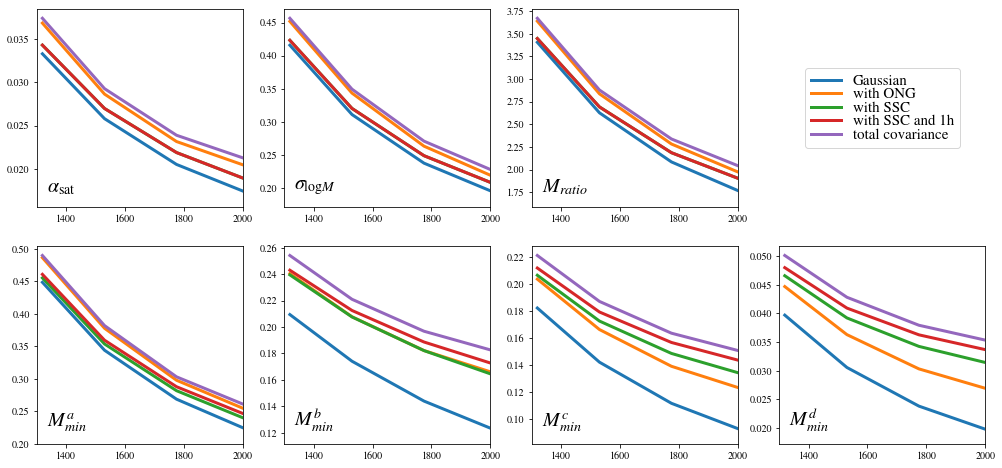 0.035
0.030
0.025
0.020
1400 1600 1800 2000
αsat
0.45
0.40
0.35
0.30
0.25
0.20
1400 1600 1800 2000
σlogM
3.75
3.50
3.25
3.00
2.75
2.50
2.25
2.00
1.75
1400 1600 1800 2000
Mratio
Gaussian
with ONG
with SSC
with SSC and 1h
total covariance
0.50
0.45
0.40
0.35
0.30
0.25
0.20
1400 1600 1800 2000
M^a_min
0.26
0.24
0.22
0.20
0.18
0.16
0.14
0.12
1400 1600 1800 2000
M^b_min
0.22
0.20
0.18
0.16
0.14
0.12
0.10
1400 1600 1800 2000
M^c_min
0.050
0.045
0.040
0.035
0.030
0.025
0.020
1400 1600 1800 2000
M^d_min